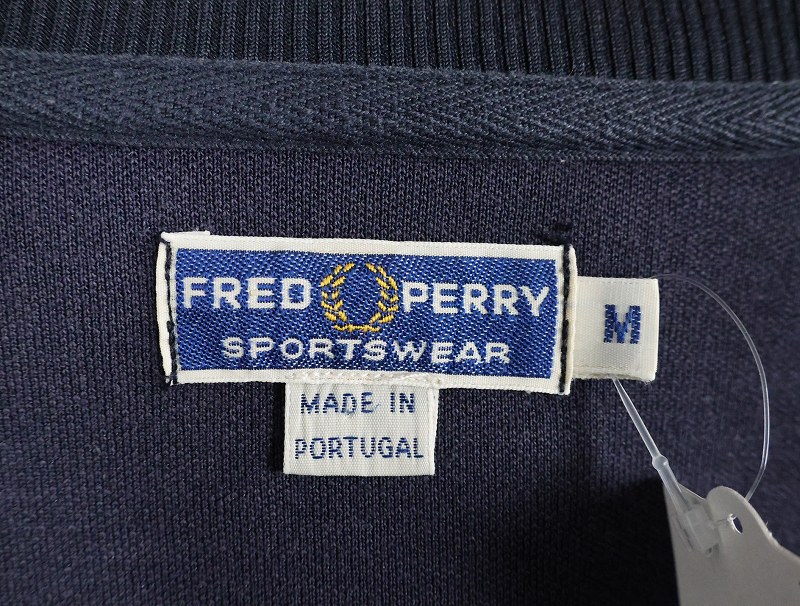 FRED PERRY
SPORTSWEAR
M
MADE IN
PORTUGAL